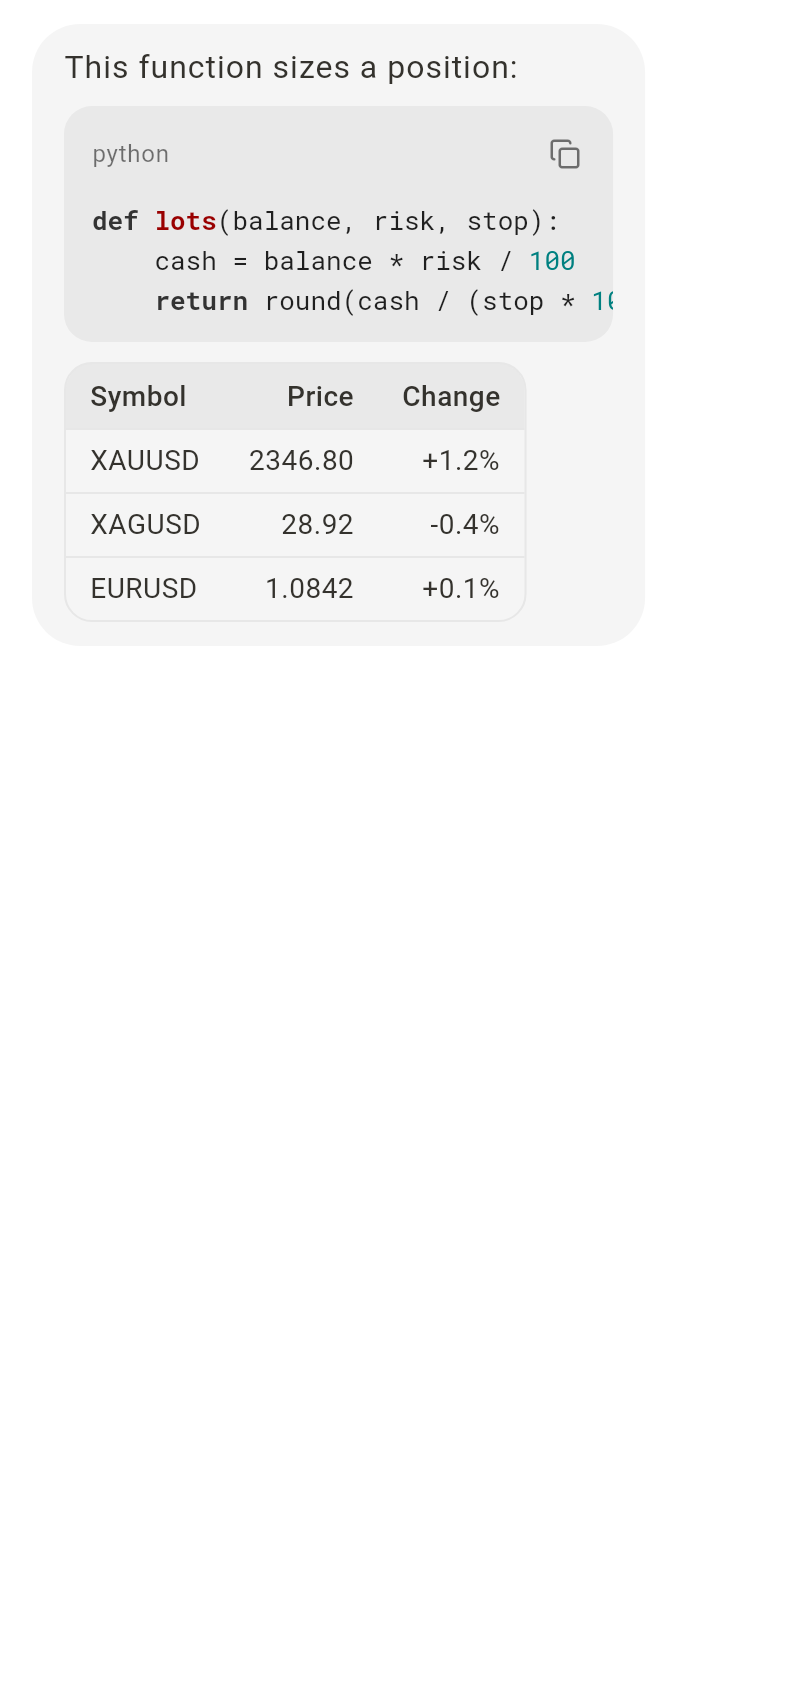 This function sizes a position:
python
def lots(balance, risk, stop):
    cash = balance * risk / 100
    return round(cash / (stop *
Symbol Price Change
XAUUSD 2346.80 +1.2%
XAGUSD 28.92 -0.4%
EURUSD 1.0842 +0.1%